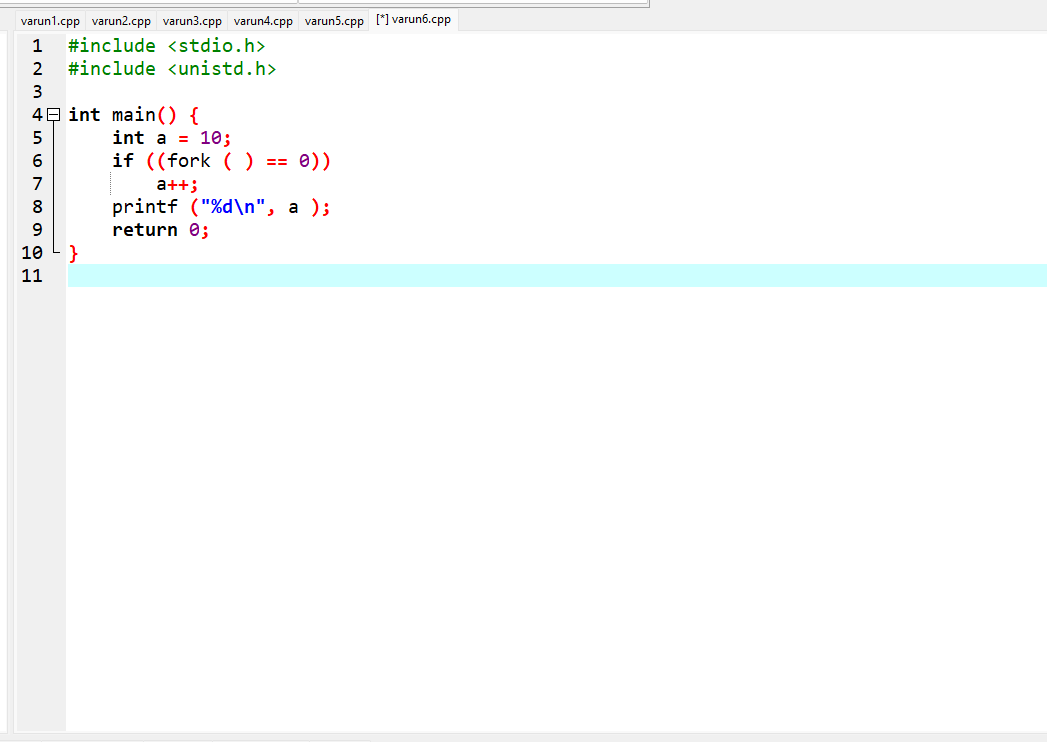 varun1.cpp varun2.cpp varun3.cpp varun4.cpp varun5.cpp [*] varun6.cpp
1 #include <stdio.h>
2 #include <unistd.h>
3
4 int main() {
5 int a = 10;
6 if ((fork ( ) == 0))
7 a++;
8 printf ("%d\n", a );
9 return 0;
10 }
11